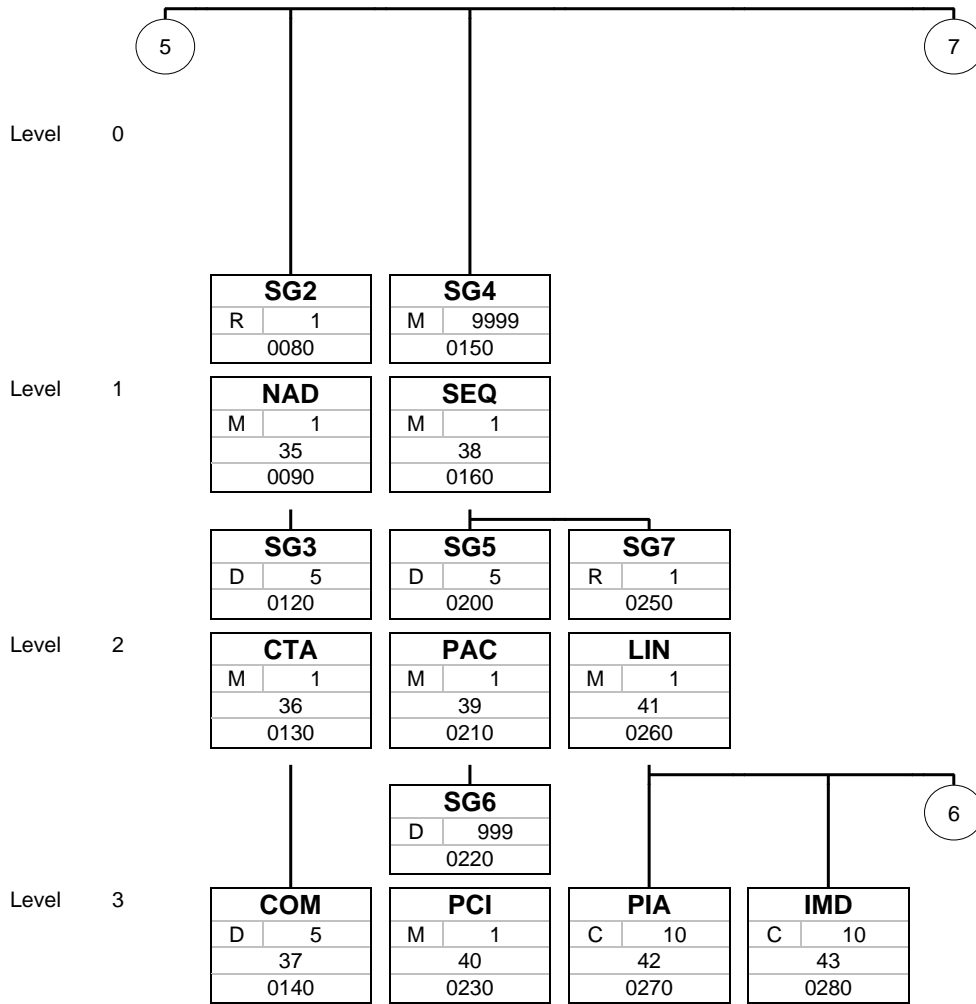 5 7
Level 0
SG2 SG4
R 1 M 9999
0080 0150
Level 1
NAD SEQ
M 1 M 1
35 38
0090 0160
SG3 SG5 SG7
D 5 D 5 R 1
0120 0200 0250
Level 2
CTA PAC LIN
M 1 M 1 M 1
36 39 41
0130 0210 0260
SG6 6
D 999
0220
Level 3
COM PCI PIA IMD
D 5 M 1 C 10 C 10
37 40 42 43
0140 0230 0270 0280